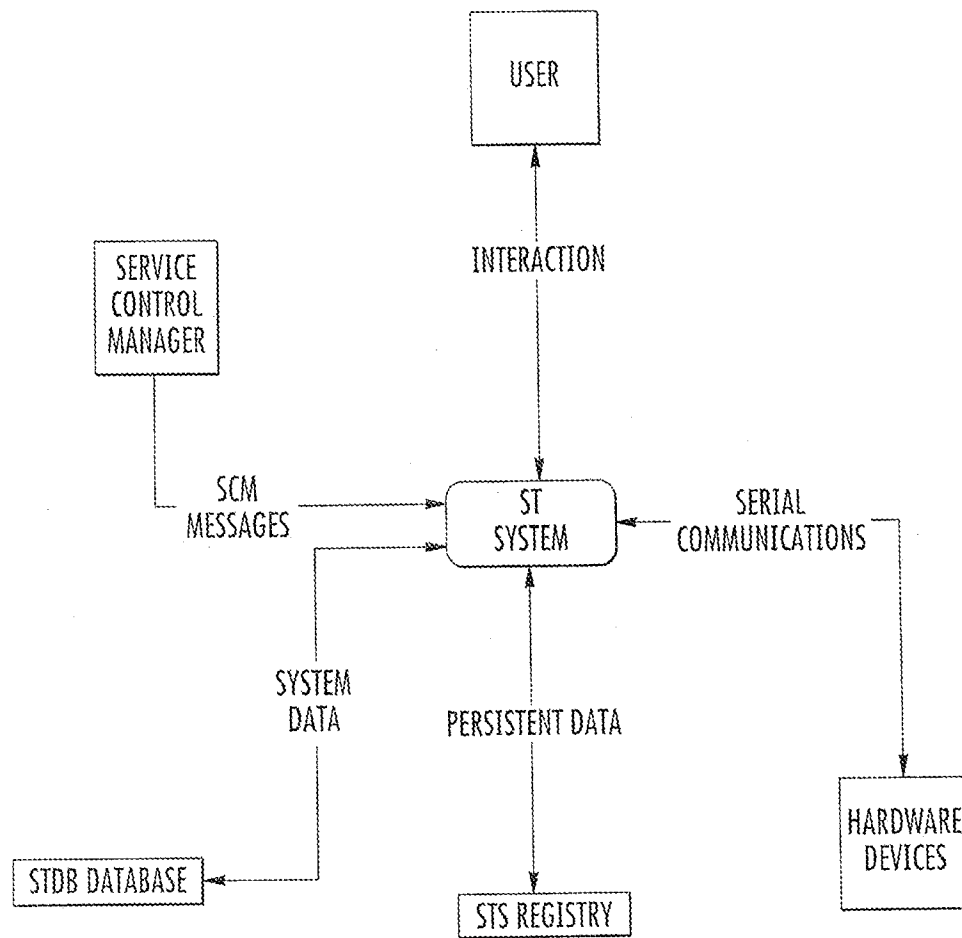 USER
INTERACTION
SERVICE
CONTROL
MANAGER
SCM
MESSAGES
ST
SYSTEM
SERIAL
COMMUNICATIONS
SYSTEM
DATA
PERSISTENT DATA
HARDWARE
DEVICES
STDB DATABASE
STS REGISTRY